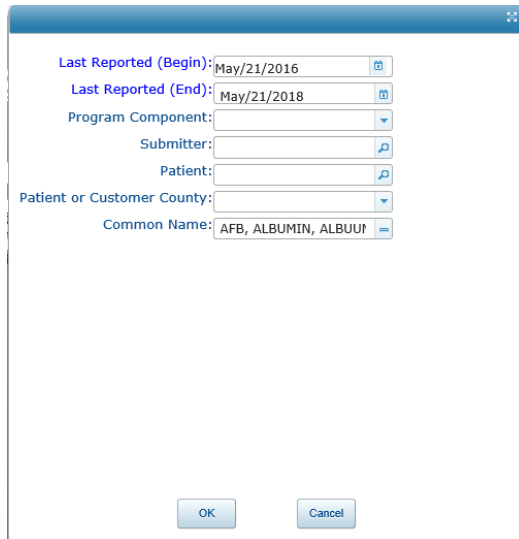 Last Reported (Begin): May/21/2016
Last Reported (End): May/21/2018
Program Component:
Submitter:
Patient:
Patient or Customer County:
Common Name: AFB, ALBUMIN, ALBUUN
OK Cancel